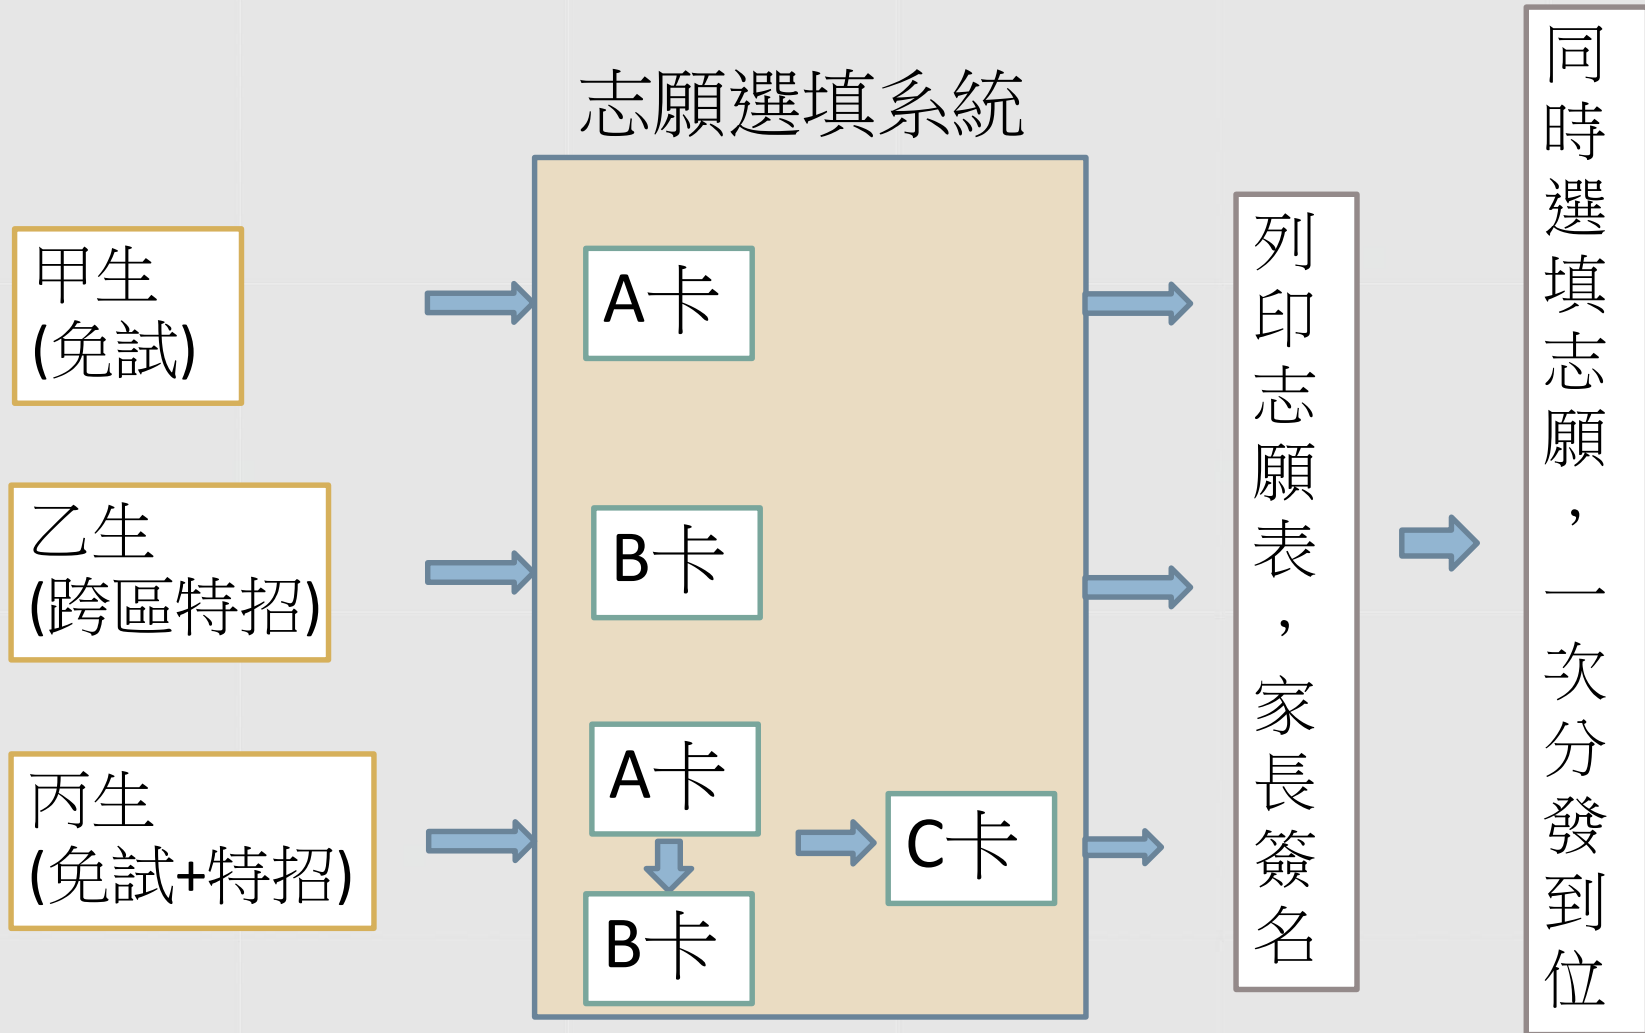 志願選填系統
甲生
(免試)
A卡
乙生
(跨區特招)
B卡
丙生
(免試+特招)
A卡
B卡
C卡
列印志願表，家長簽名
同時選填志願，一次分發到位